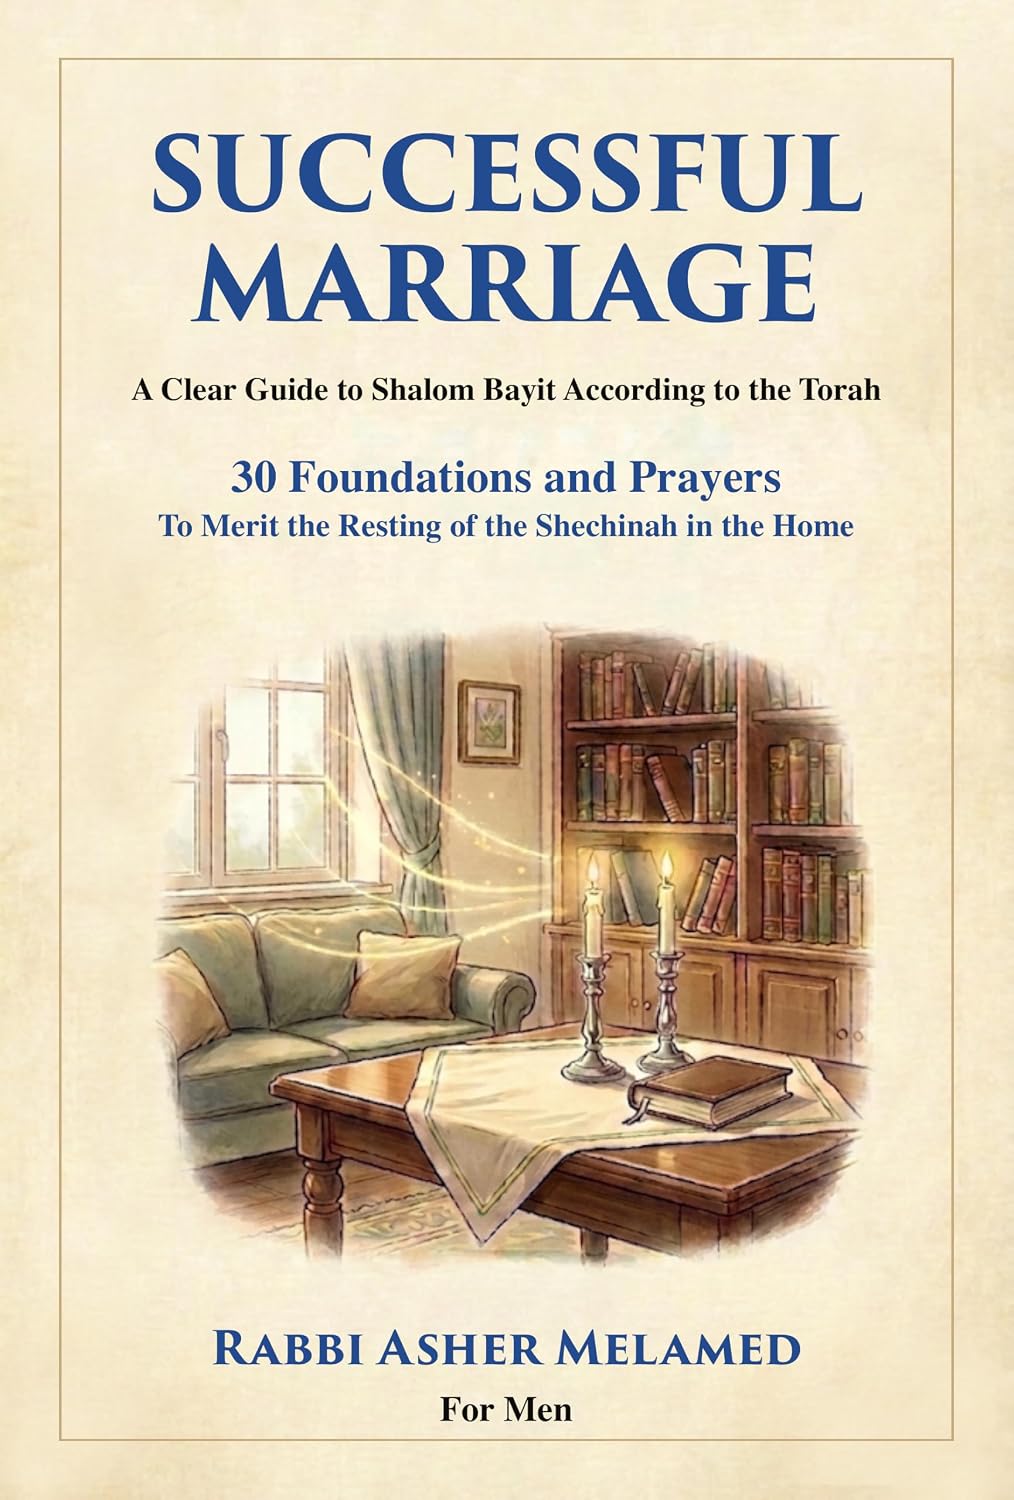 SUCCESSFUL
MARRIAGE
A Clear Guide to Shalom Bayit According to the Torah
30 Foundations and Prayers
To Merit the Resting of the Shechinah in the Home
RABBI ASHER MELAMED
For Men